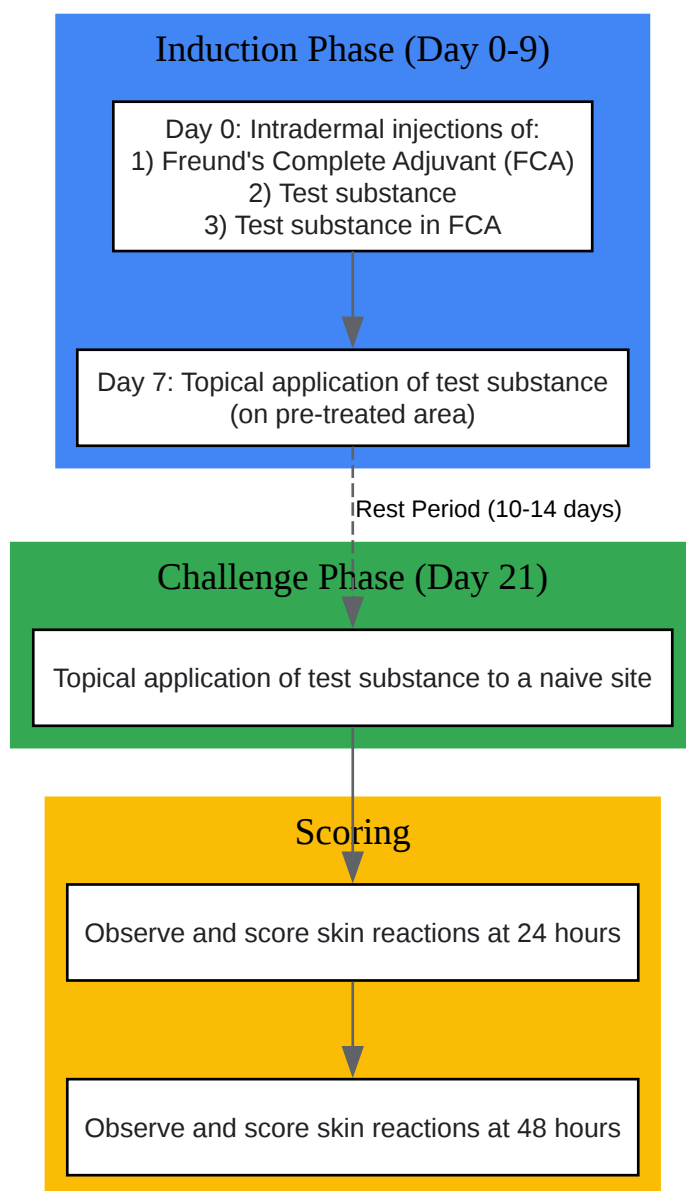 Induction Phase (Day 0-9)
Day 0: Intradermal injections of:
1) Freund's Complete Adjuvant (FCA)
2) Test substance
3) Test substance in FCA
Day 7: Topical application of test substance
(on pre-treated area)
Rest Period (10-14 days)
Challenge Phase (Day 21)
Topical application of test substance to a naive site
Scoring
Observe and score skin reactions at 24 hours
Observe and score skin reactions at 48 hours